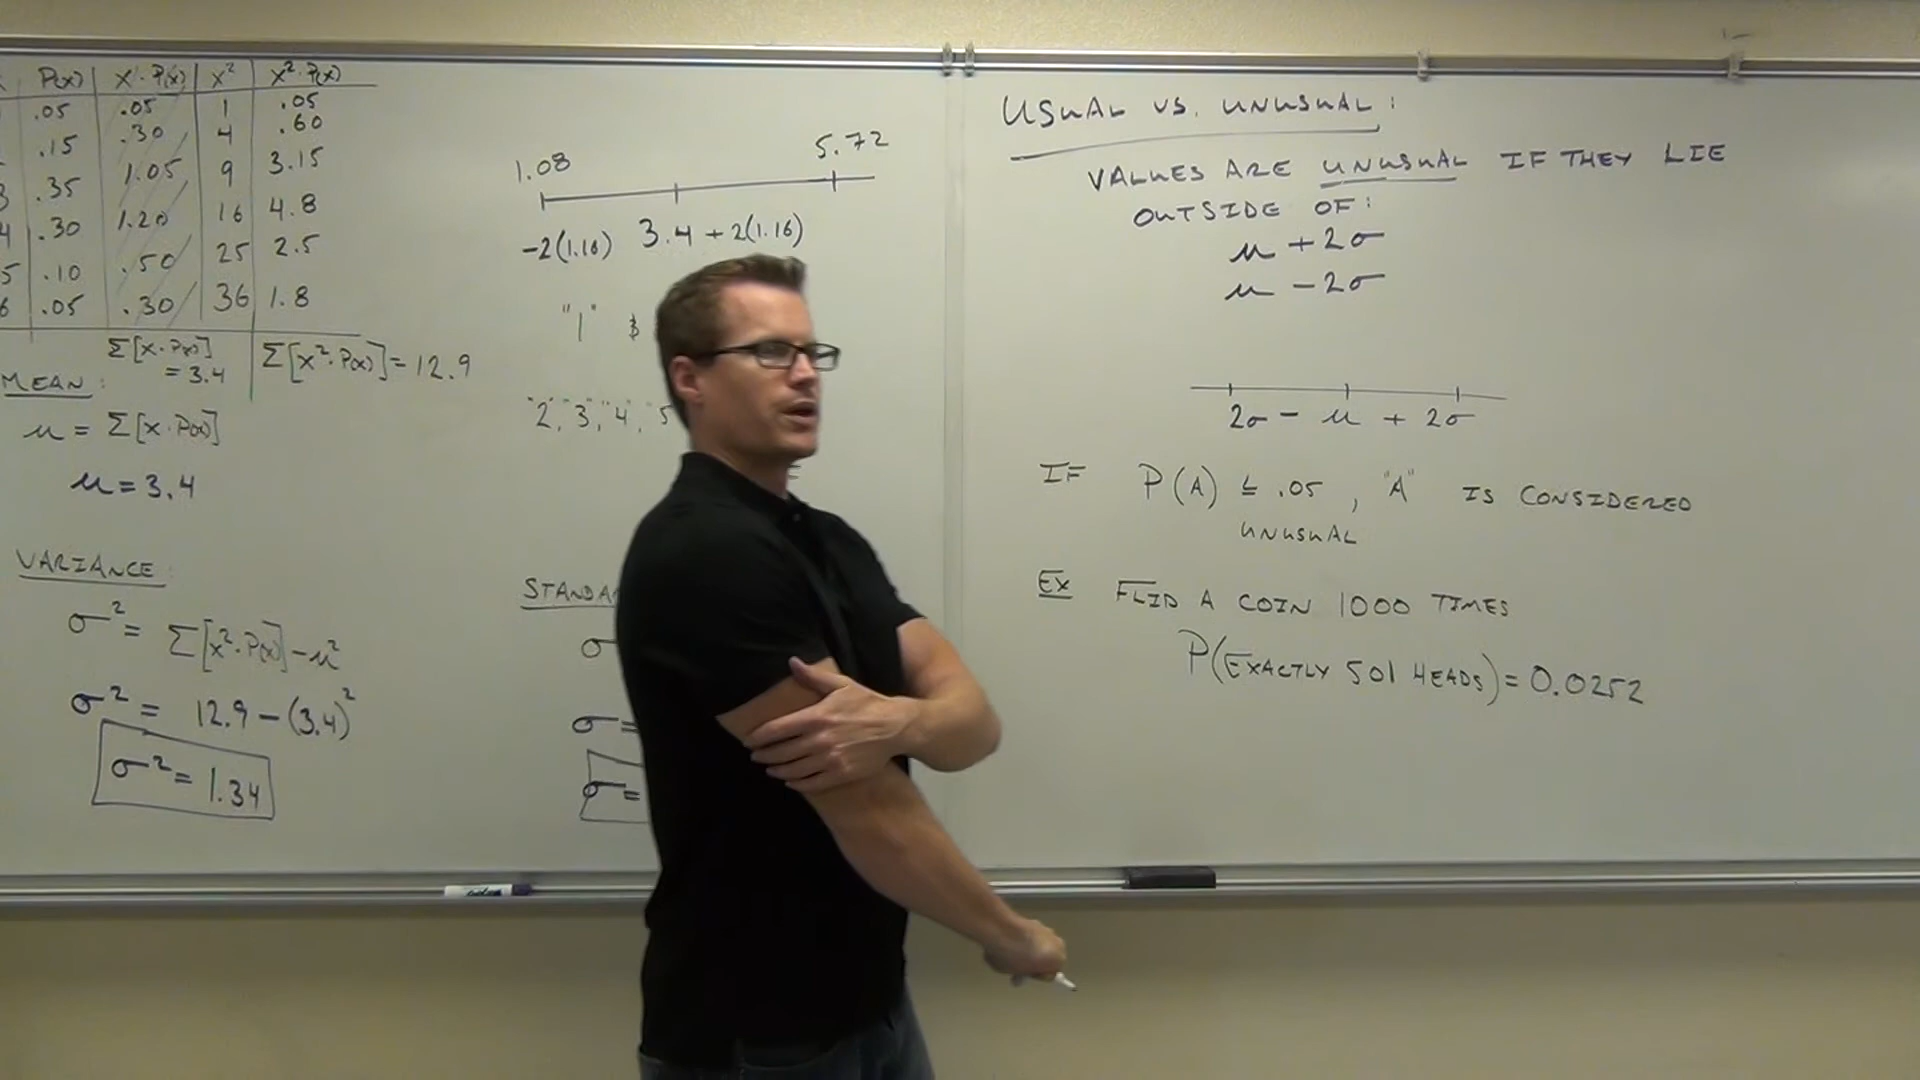 P(x) X · P(x) X² X² · P(x)
.05 .05 1 .05
.15 .30 4 .60
3 .35 1.05 9 3.15
4 .30 1.20 16 4.8
5 .10 .50 25 2.5
6 .05 .30 36 1.8
Σ[X · P(x)] = 3.4
Σ[X² · P(x)] = 12.9
MEAN:
μ = Σ[X · P(x)]
μ = 3.4
VARIANCE:
σ² = Σ[X² · P(x)] - μ²
σ² = 12.9 - (3.4)²
σ² = 1.34
1.08 5.72
-2(1.16) 3.4 + 2(1.16)
"1" &
"2", "3", "4", "5
STANDA
σ
σ =
σ =
USUAL VS. UNUSUAL:
VALUES ARE UNUSUAL IF THEY LIE
OUTSIDE OF:
μ + 2σ
μ - 2σ
2σ - μ + 2σ
IF P(A) ≤ .05, "A" IS CONSIDERED
UNUSUAL
EX FLIP A COIN 1000 TIMES
P(EXACTLY 501 HEADS) = 0.0252